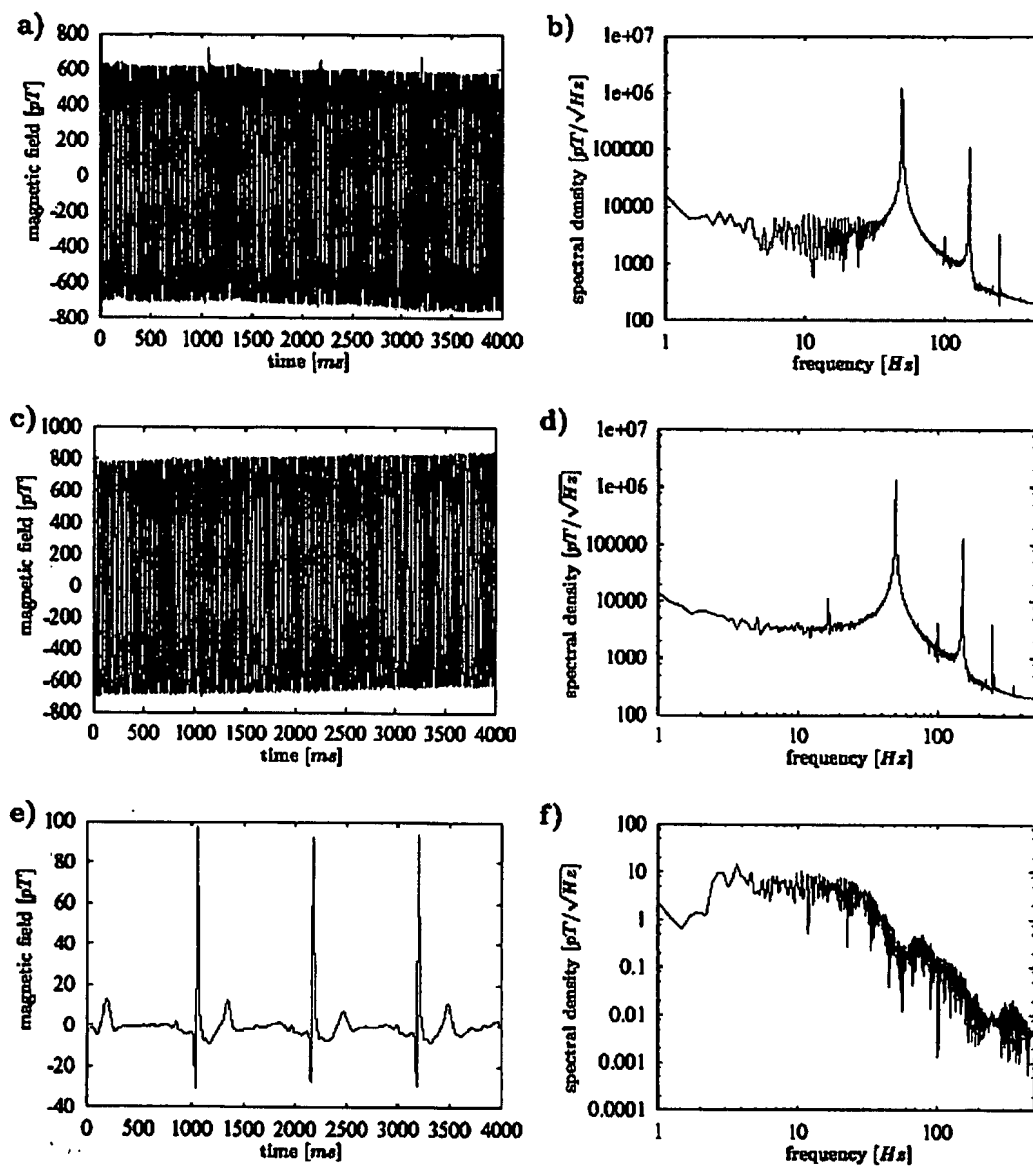 a)
magnetic field [pT]
800
600
400
200
0
-200
-400
-600
-800
0 500 1000 1500 2000 2500 3000 3500 4000
time [ms]
b)
spectral density [pT/√Hz]
1e+07
1e+06
100000
10000
1000
100
1 10 100
frequency [Hz]
c)
magnetic field [pT]
1000
800
600
400
200
0
-200
-400
-600
-800
0 500 1000 1500 2000 2500 3000 3500 4000
time [ms]
d)
spectral density [pT/√Hz]
1e+07
1e+06
100000
10000
1000
100
1 10 100
frequency [Hz]
e)
magnetic field [pT]
100
80
60
40
20
0
-20
-40
0 500 1000 1500 2000 2500 3000 3500 4000
time [ms]
f)
spectral density [pT/√Hz]
100
10
1
0.1
0.01
0.001
0.0001
1 10 100
frequency [Hz]